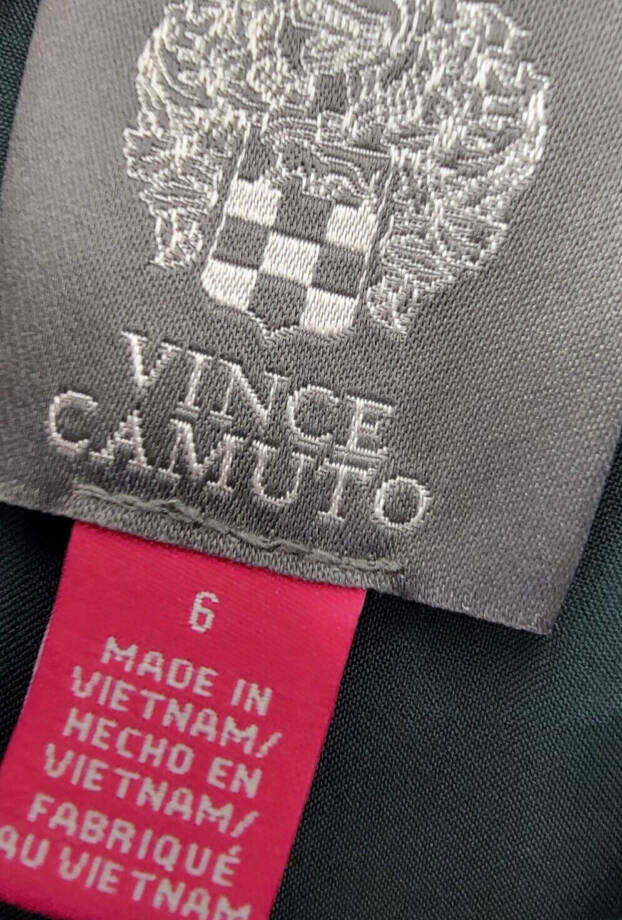 VINCE
CAMUTO
6
MADE IN
VIETNAM/
HECHO EN
VIETNAM/
FABRIQUÉ
AU VIETNAM